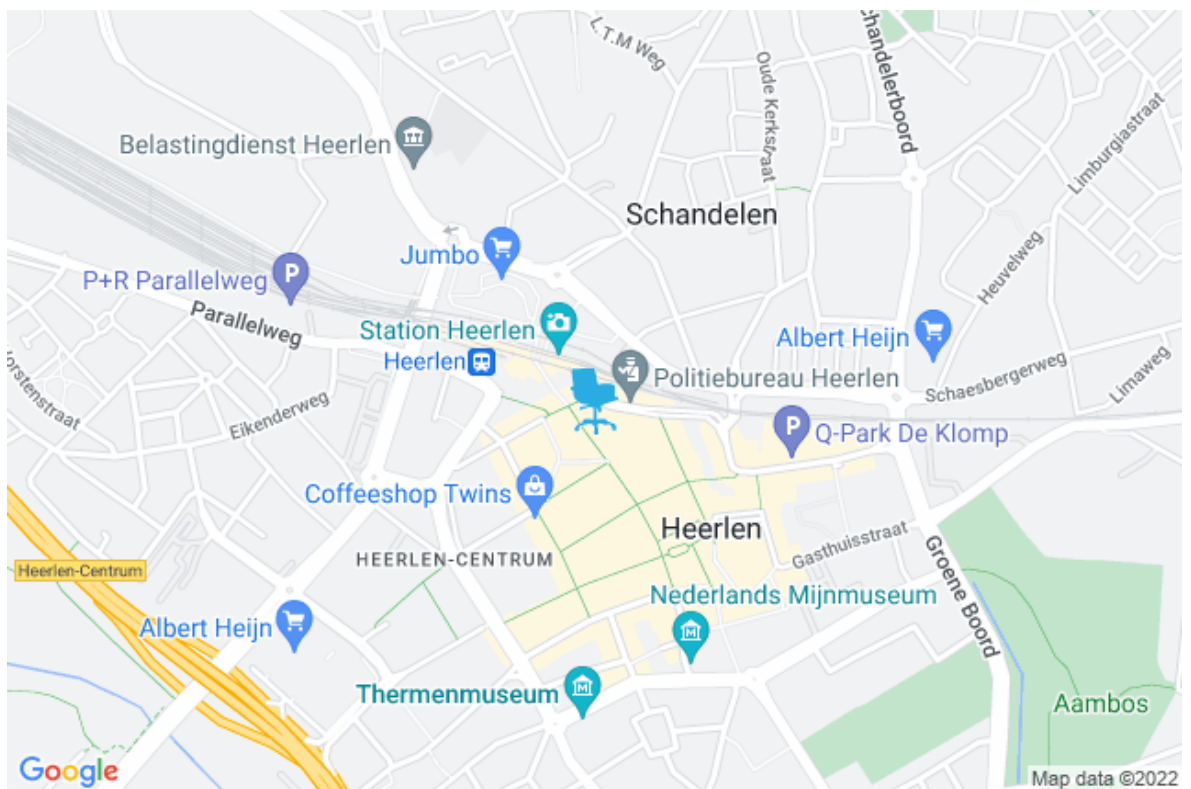 L.T.M Weg
Schandelerboord
Oude Kerkstraat
Limburgiastraat
Belastingdienst Heerlen
Schandelen
Jumbo
Heuvelweg
P+R Parallelweg
P
Parallelweg
Station Heerlen
Albert Heijn
Heerlen
Politiebureau Heerlen
Schaesbergerweg
Limaweg
Eikenderweg
P
Q-Park De Klomp
Coffeeshop Twins
Heerlen
HEERLEN-CENTRUM
Gasthuisstraat
Heerlen-Centrum
Groene Boord
Nederlands Mijnmuseum
Albert Heijn
M
Thermenmuseum
M
Aambos
Google
Map data ©2022